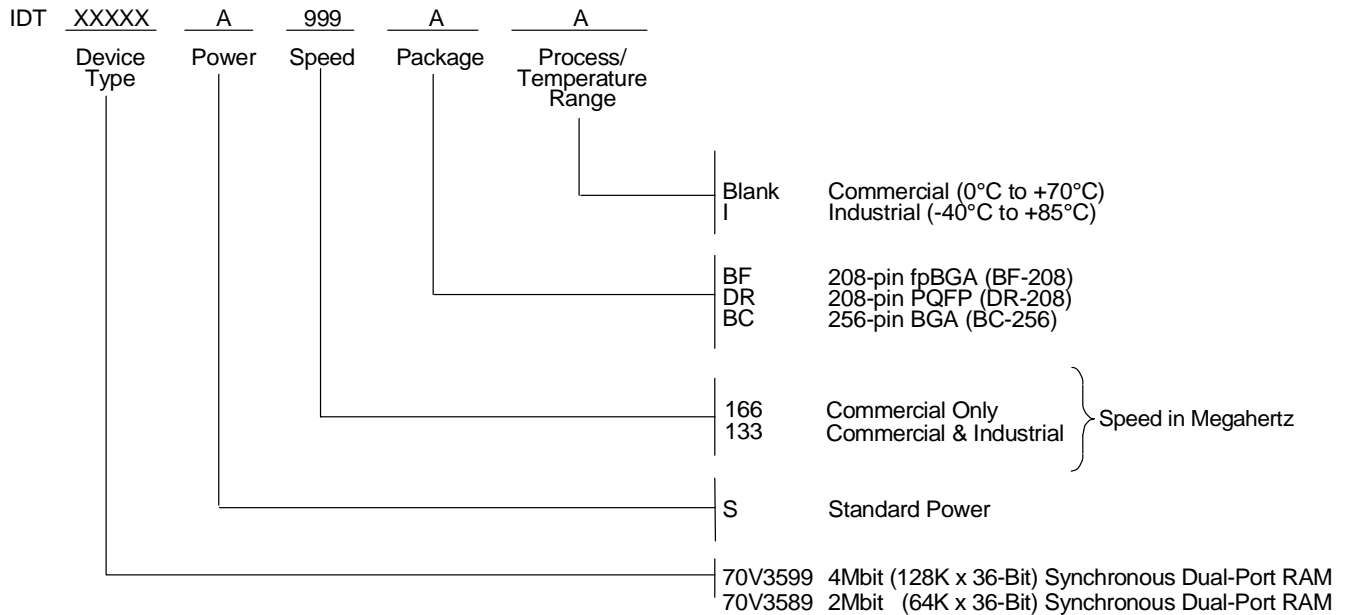 IDT XXXXX A 999 A A
Device Type Power Speed Package Process/ Temperature Range
Blank Commercial (0°C to +70°C)
I Industrial (-40°C to +85°C)
BF 208-pin fpBGA (BF-208)
DR 208-pin PQFP (DR-208)
BC 256-pin BGA (BC-256)
166 Commercial Only
133 Commercial & Industrial
Speed in Megahertz
S Standard Power
70V3599 4Mbit (128K x 36-Bit) Synchronous Dual-Port RAM
70V3589 2Mbit (64K x 36-Bit) Synchronous Dual-Port RAM